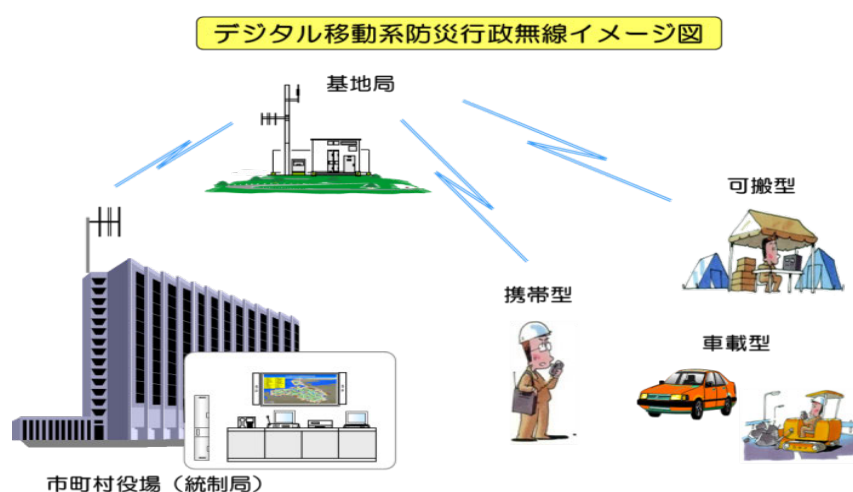 デジタル移動系防災行政無線イメージ図
基地局
可搬型
携帯型
車載型
市町村役場（統制局）